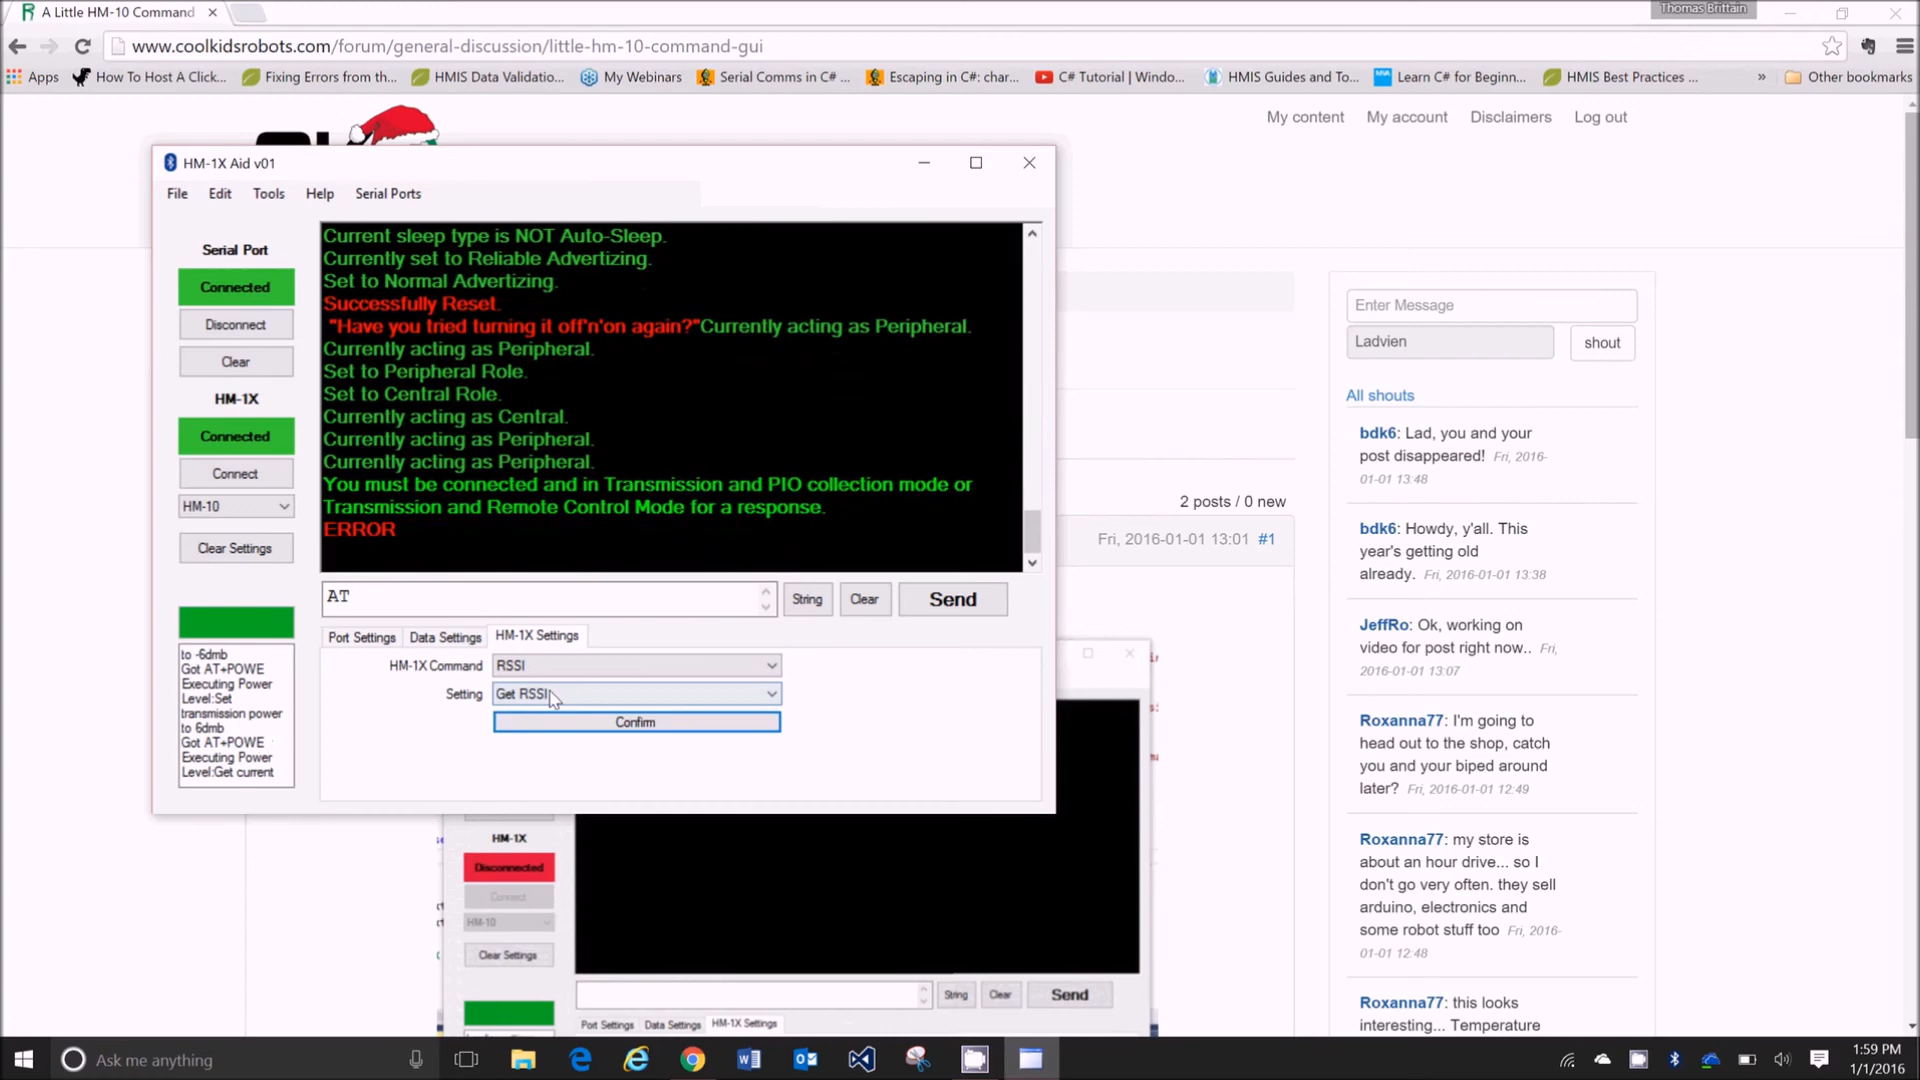 A Little HM-10 Command
Thomas Brittain
www.coolkidsrobots.com/forum/general-discussion/little-hm-10-command-gui
Apps
How To Host A Click...
Fixing Errors from th...
HMIS Data Validatio...
My Webinars
Serial Comms in C# ...
Escaping in C#: char...
C# Tutorial | Windo...
HMIS Guides and To...
Learn C# for Beginn...
HMIS Best Practices ...
»
Other bookmarks
My content
My account
Disclaimers
Log out
HM-1X Aid v01
File
Edit
Tools
Help
Serial Ports
Serial Port
Connected
Disconnect
Clear
HM-1X
Connected
Connect
HM-10
Clear Settings
to -6dmb
Got AT+POWE
Executing Power
Level:Set
transmission power
to 6dmb
Got AT+POWE
Executing Power
Level:Get current
Current sleep type is NOT Auto-Sleep.
Currently set to Reliable Advertizing.
Set to Normal Advertizing.
Successfully Reset.
"Have you tried turning it off'n'on again?"Currently acting as Peripheral.
Currently acting as Peripheral.
Set to Peripheral Role.
Set to Central Role.
Currently acting as Central.
Currently acting as Peripheral.
Currently acting as Peripheral.
You must be connected and in Transmission and PIO collection mode or
Transmission and Remote Control Mode for a response.
ERROR
AT
String
Clear
Send
Port Settings
Data Settings
HM-1X Settings
HM-1X Command
RSSI
Setting
Get RSSI
Confirm
2 posts / 0 new
Fri, 2016-01-01 13:01 #1
HM-1X
Disconnected
Connect
HM-10
Clear Settings
String
Clear
Send
Port Settings
Data Settings
HM-1X Settings
Enter Message
Ladvien
shout
All shouts
bdk6: Lad, you and your
post disappeared! Fri, 2016-
01-01 13:48
bdk6: Howdy, y'all. This
year's getting old
already. Fri, 2016-01-01 13:38
JeffRo: Ok, working on
video for post right now.. Fri,
2016-01-01 13:07
Roxanna77: I'm going to
head out to the shop, catch
you and your biped around
later? Fri, 2016-01-01 12:49
Roxanna77: my store is
about an hour drive... so I
don't go very often. they sell
arduino, electronics and
some robot stuff too Fri, 2016-
01-01 12:48
Roxanna77: this looks
interesting... Temperature
Ask me anything
1:59 PM
1/1/2016